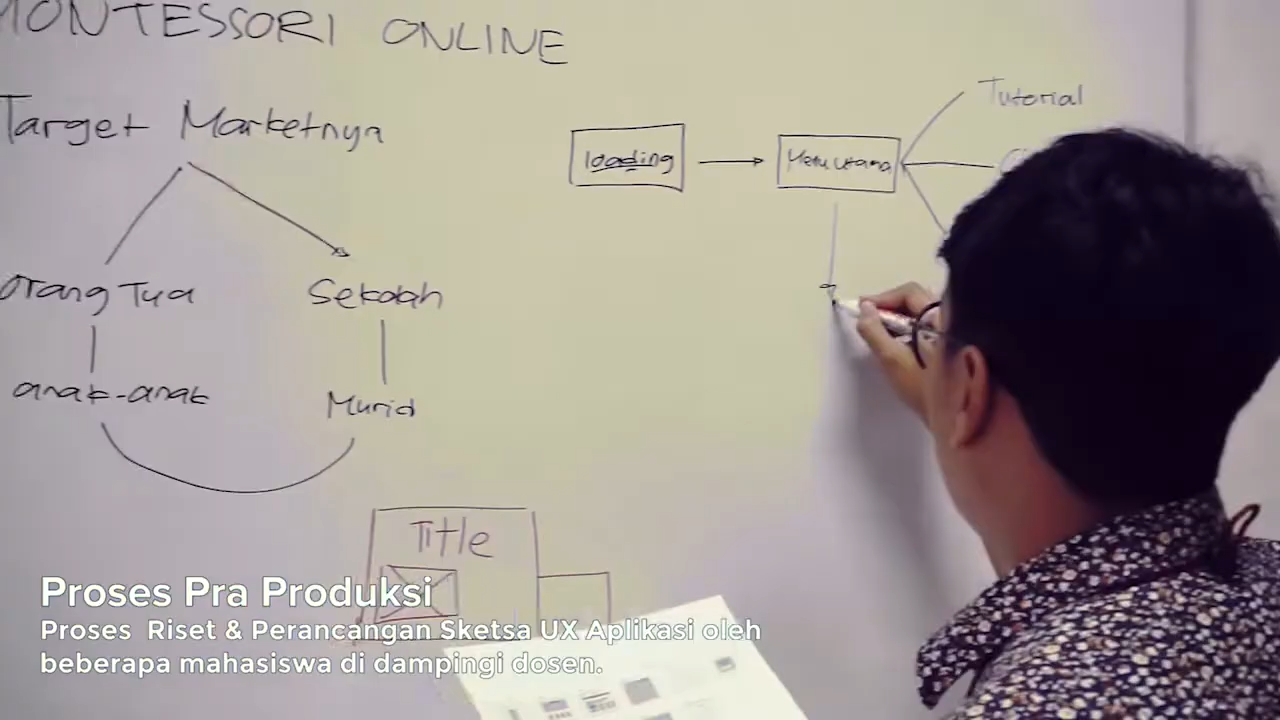 MONTESSORI ONLINE
Target Marketnya
Orang Tua
Sekolah
anak-anak
Murid
loading
Menu utama
Tutorial
Title
Proses Pra Produksi
Proses Riset & Perancangan Sketsa UX Aplikasi oleh
beberapa mahasiswa di dampingi dosen.